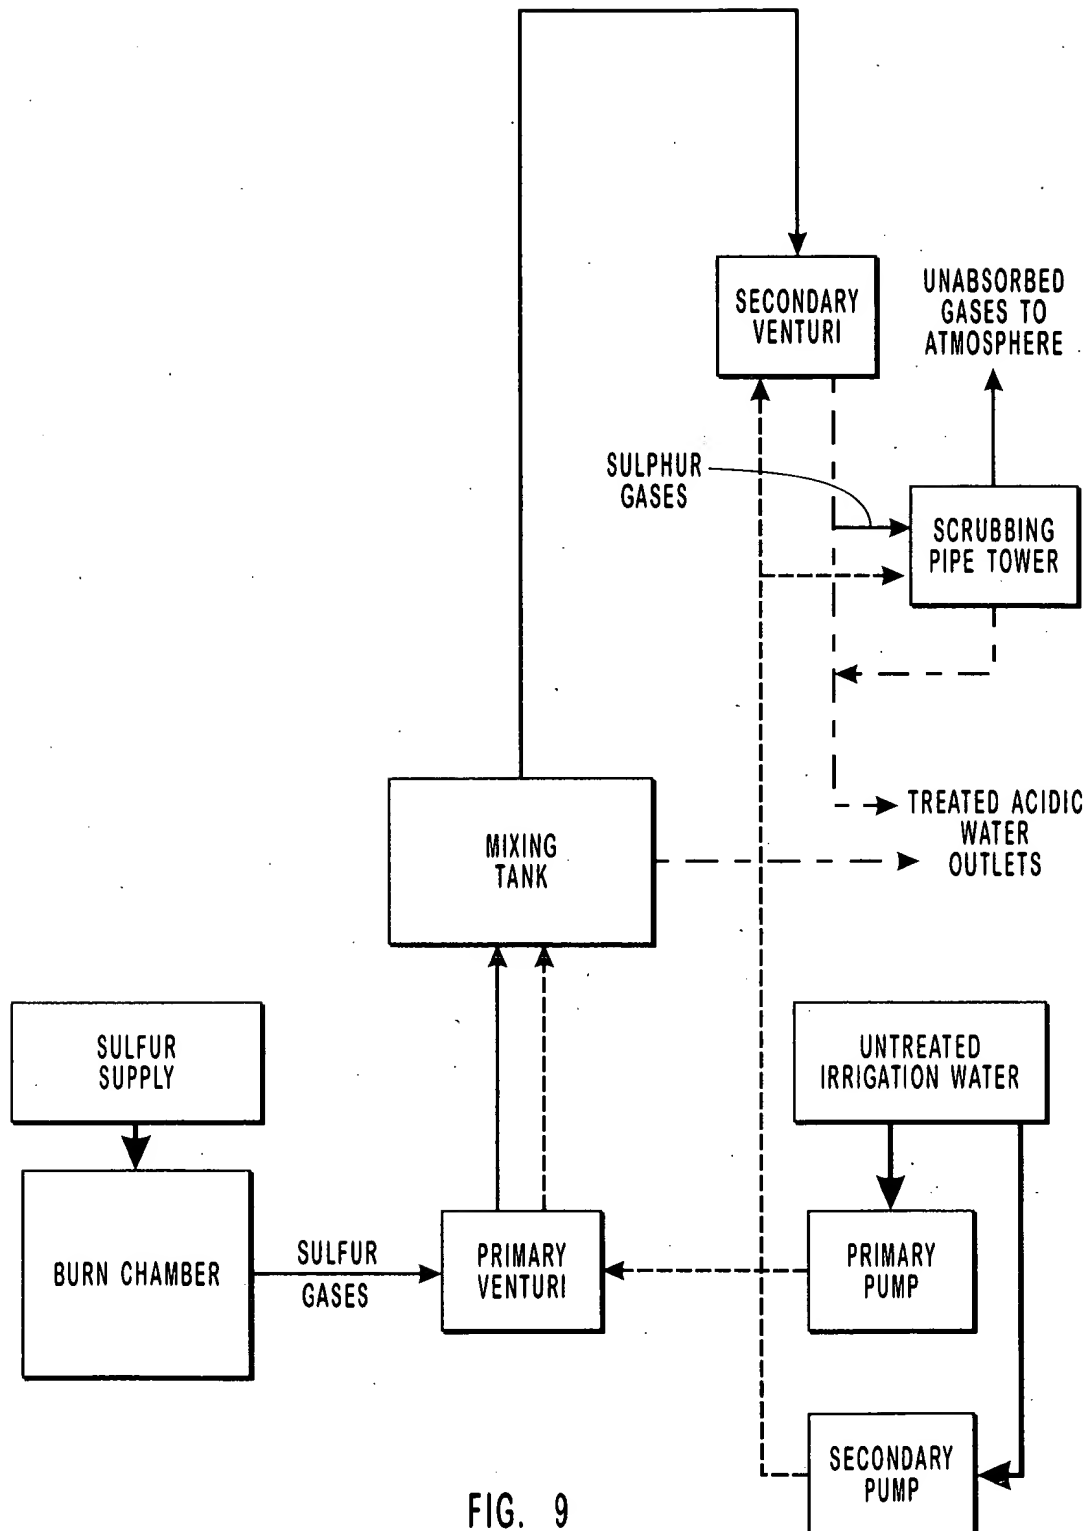 SECONDARY
VENTURI
UNABSORBED
GASES TO
ATMOSPHERE
SULPHUR
GASES
SCRUBBING
PIPE TOWER
MIXING
TANK
TREATED ACIDIC
WATER
OUTLETS
SULFUR
SUPPLY
UNTREATED
IRRIGATION WATER
BURN CHAMBER
SULFUR
GASES
PRIMARY
VENTURI
PRIMARY
PUMP
SECONDARY
PUMP
FIG. 9